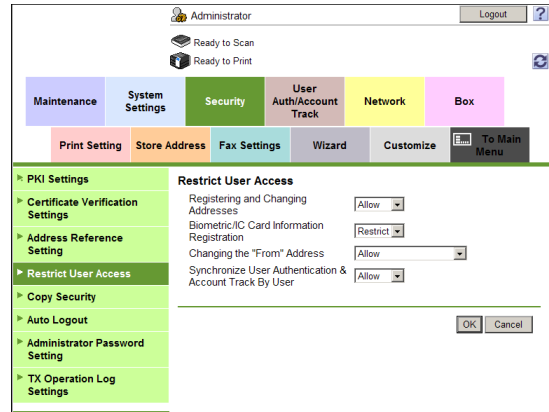 Administrator
Logout
?
Ready to Scan
Ready to Print
Maintenance
System
Settings
Security
User
Auth/Account
Track
Network
Box
Print Setting
Store Address
Fax Settings
Wizard
Customize
To Main
Menu
PKI Settings
Certificate Verification
Settings
Address Reference
Setting
Restrict User Access
Copy Security
Auto Logout
Administrator Password
Setting
TX Operation Log
Settings
Restrict User Access
Registering and Changing
Addresses
Allow
Biometric/IC Card Information
Registration
Restrict
Changing the "From" Address
Allow
Synchronize User Authentication &
Account Track By User
Allow
OK
Cancel